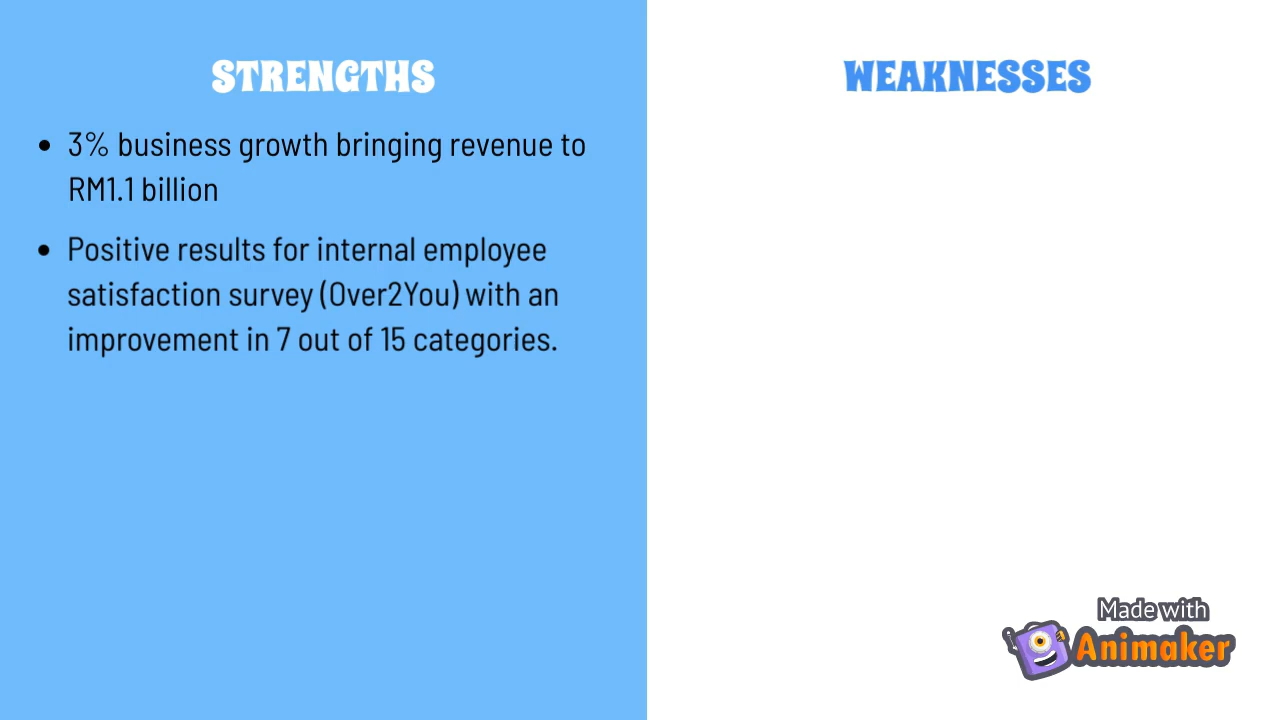 STRENGTHS
• 3% business growth bringing revenue to
RM1.1 billion
• Positive results for internal employee
satisfaction survey (Over2You) with an
improvement in 7 out of 15 categories.
WEAKNESSES
Made with
Animaker